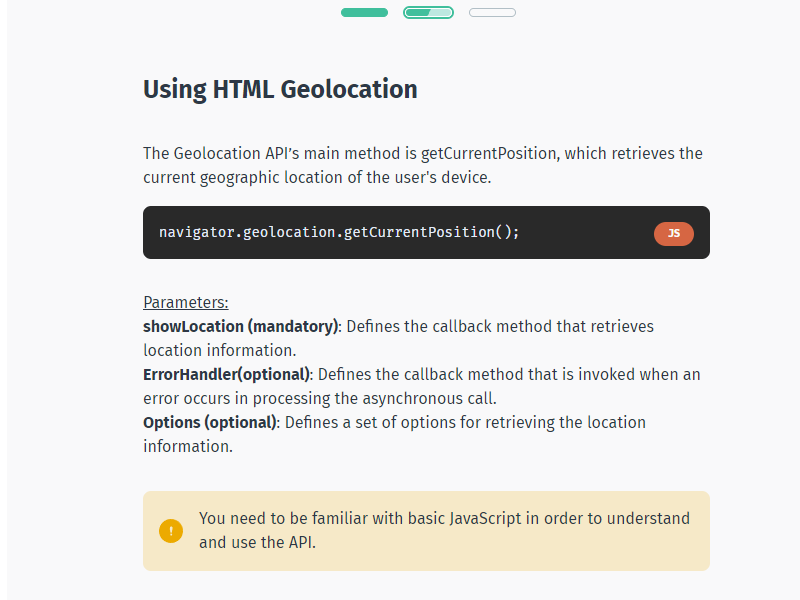 Using HTML Geolocation
The Geolocation API’s main method is getCurrentPosition, which retrieves the
current geographic location of the user's device.
navigator.geolocation.getCurrentPosition();
JS
Parameters:
showLocation (mandatory): Defines the callback method that retrieves
location information.
ErrorHandler(optional): Defines the callback method that is invoked when an
error occurs in processing the asynchronous call.
Options (optional): Defines a set of options for retrieving the location
information.
!
You need to be familiar with basic JavaScript in order to understand
and use the API.